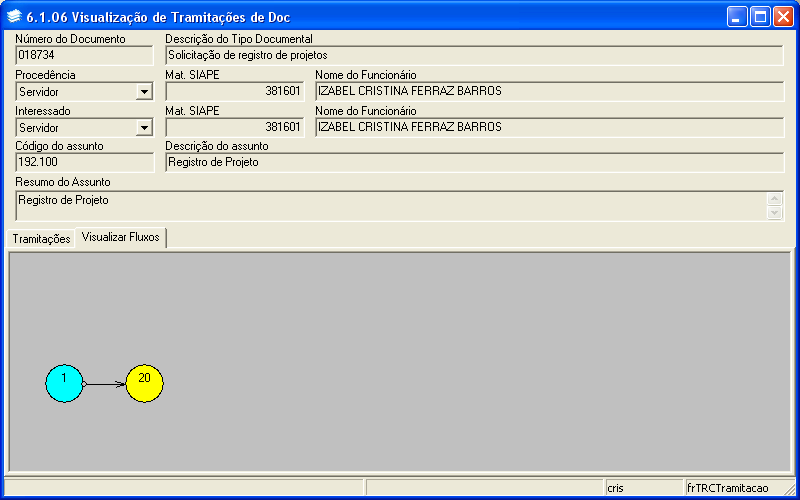 6.1.06 Visualização de Tramitações de Doc
Número do Documento Descrição do Tipo Documental
018734 Solicitação de registro de projetos
Procedência Mat. SIAPE Nome do Funcionário
Servidor 381601 IZABEL CRISTINA FERRAZ BARROS
Interessado Mat. SIAPE Nome do Funcionário
Servidor 381601 IZABEL CRISTINA FERRAZ BARROS
Código do assunto Descrição do assunto
192.100 Registro de Projeto
Resumo do Assunto
Registro de Projeto
Tramitações Visualizar Fluxos
1 20
cris frTRCTramitacao